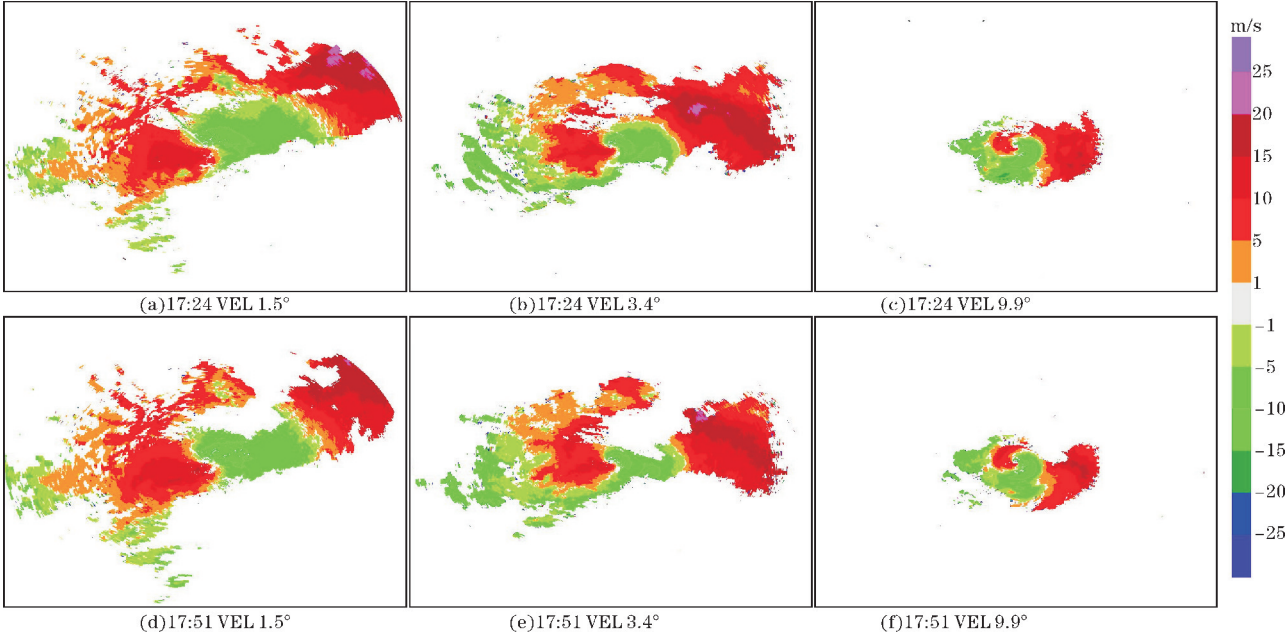 m/s
25
20
15
10
5
1
−1
−5
−10
−15
−20
−25
(a)17:24 VEL 1.5°
(b)17:24 VEL 3.4°
(c)17:24 VEL 9.9°
(d)17:51 VEL 1.5°
(e)17:51 VEL 3.4°
(f)17:51 VEL 9.9°